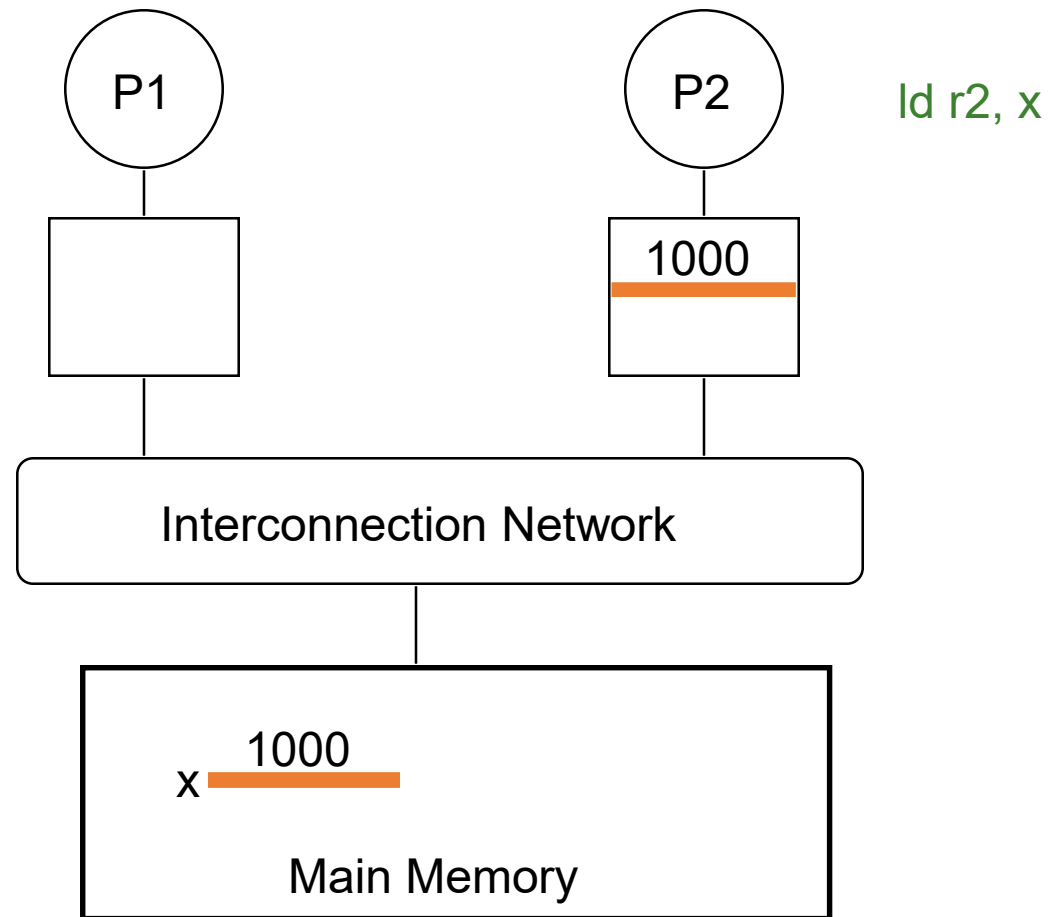 P1
P2
ld r2, x
1000
Interconnection Network
1000
x
Main Memory